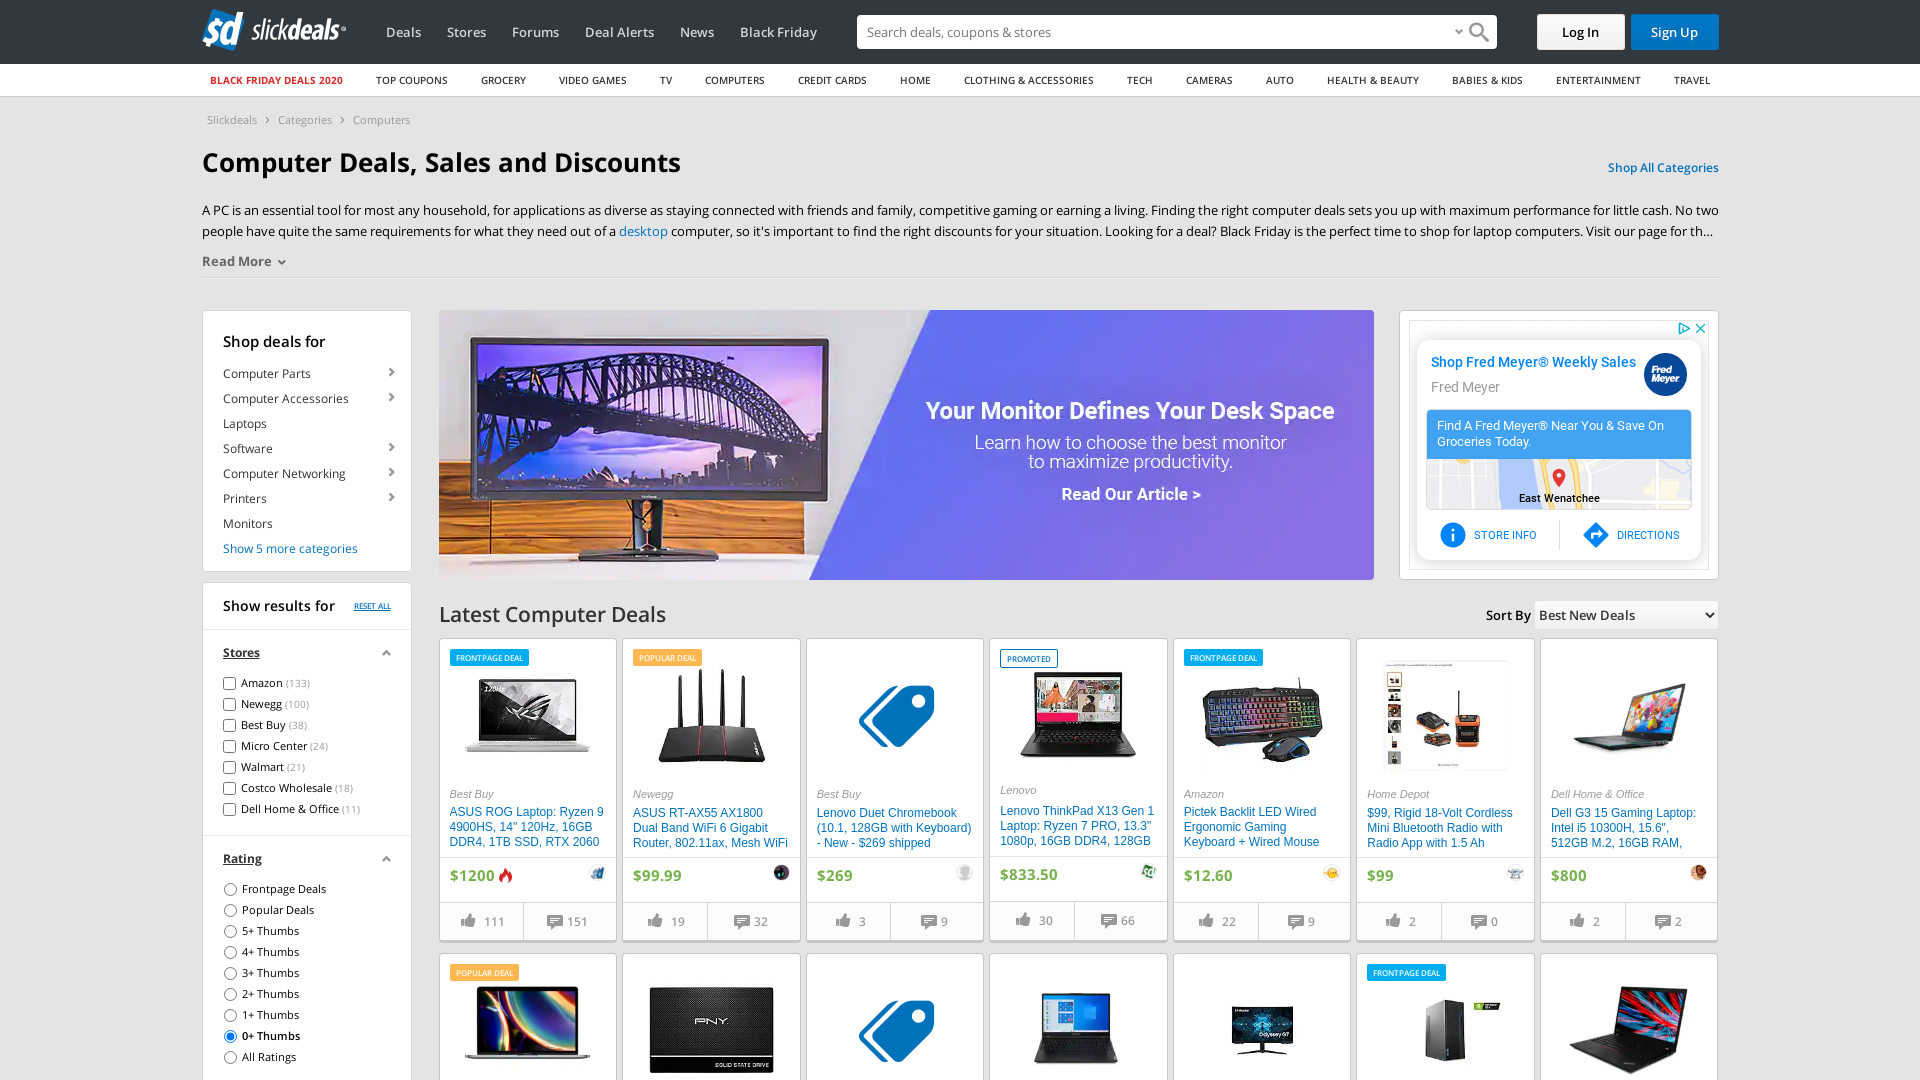 sd slickdeals
Deals
Stores
Forums
Deal Alerts
News
Black Friday
Search deals, coupons & stores
Log In
Sign Up
BLACK FRIDAY DEALS 2020
TOP COUPONS
GROCERY
VIDEO GAMES
TV
COMPUTERS
CREDIT CARDS
HOME
CLOTHING & ACCESSORIES
TECH
CAMERAS
AUTO
HEALTH & BEAUTY
BABIES & KIDS
ENTERTAINMENT
TRAVEL
Slickdeals > Categories > Computers
Computer Deals, Sales and Discounts
Shop All Categories
A PC is an essential tool for most any household, for applications as diverse as staying connected with friends and family, competitive gaming or earning a living. Finding the right computer deals sets you up with maximum performance for little cash. No two
people have quite the same requirements for what they need out of a desktop computer, so it's important to find the right discounts for your situation. Looking for a deal? Black Friday is the perfect time to shop for laptop computers. Visit our page for th...
Read More
Shop deals for
Computer Parts
Computer Accessories
Laptops
Software
Computer Networking
Printers
Monitors
Show 5 more categories
Show results for
RESET ALL
Stores
Amazon (133)
Newegg (100)
Best Buy (38)
Micro Center (24)
Walmart (21)
Costco Wholesale (18)
Dell Home & Office (11)
Rating
Frontpage Deals
Popular Deals
5+ Thumbs
4+ Thumbs
3+ Thumbs
2+ Thumbs
1+ Thumbs
0+ Thumbs
All Ratings
Your Monitor Defines Your Desk Space
Learn how to choose the best monitor
to maximize productivity.
Read Our Article >
Shop Fred Meyer® Weekly Sales
Fred Meyer
Fred
Meyer
Find A Fred Meyer® Near You & Save On
Groceries Today.
East Wenatchee
STORE INFO
DIRECTIONS
Latest Computer Deals
Sort By
Best New Deals
FRONTPAGE DEAL
120Hz
Best Buy
ASUS ROG Laptop: Ryzen 9
4900HS, 14" 120Hz, 16GB
DDR4, 1TB SSD, RTX 2060
$1200
111
151
POPULAR DEAL
Newegg
ASUS RT-AX55 AX1800
Dual Band WiFi 6 Gigabit
Router, 802.11ax, Mesh WiFi
$99.99
19
32
Best Buy
Lenovo Duet Chromebook
(10.1, 128GB with Keyboard)
- New - $269 shipped
$269
3
9
PROMOTED
Lenovo
Lenovo ThinkPad X13 Gen 1
Laptop: Ryzen 7 PRO, 13.3"
1080p, 16GB DDR4, 128GB
$833.50
30
66
FRONTPAGE DEAL
Amazon
Pictek Backlit LED Wired
Ergonomic Gaming
Keyboard + Wired Mouse
$12.60
22
9
Home Depot
$99, Rigid 18-Volt Cordless
Mini Bluetooth Radio with
Radio App with 1.5 Ah
$99
2
0
Dell Home & Office
Dell G3 15 Gaming Laptop:
Intel i5 10300H, 15.6",
512GB M.2, 16GB RAM,
$800
2
2
POPULAR DEAL
PNY
SOLID STATE DRIVE
Odyssey G7
FRONTPAGE DEAL